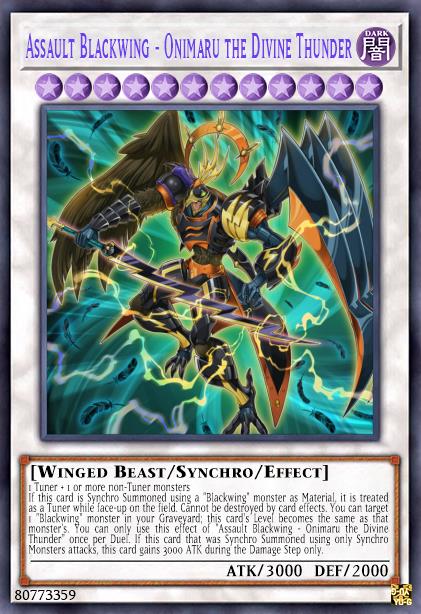 Assault Blackwing - Onimaru the Divine Thunder
DARK
闇
[Winged Beast/Synchro/Effect]
1 Tuner + 1 or more non-Tuner monsters
If this card is Synchro Summoned using a "Blackwing" monster as Material, it is treated
as a Tuner while face-up on the field. Cannot be destroyed by card effects. You can target
1 "Blackwing" monster in your Graveyard; this card's Level becomes the same as that
monster's. You can only use this effect of "Assault Blackwing - Onimaru the Divine
Thunder" once per Duel. If this card that was Synchro Summoned using only Synchro
Monsters attacks, this card gains 3000 ATK during the Damage Step only.
ATK/3000 DEF/2000
80773359